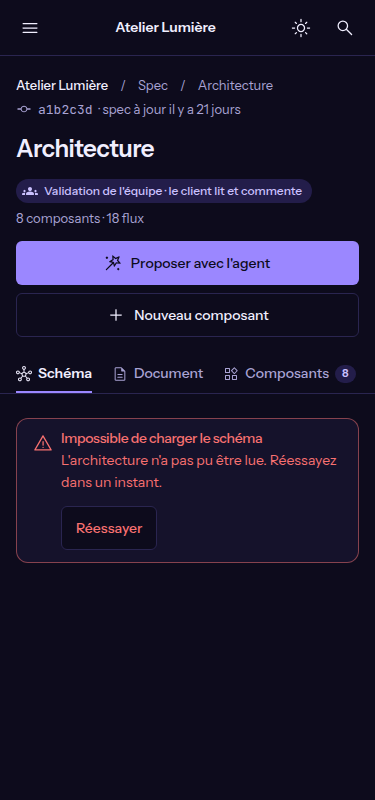 Atelier Lumière
Atelier Lumière / Spec / Architecture
a1b2c3d · spec à jour il y a 21 jours
Architecture
Validation de l'équipe · le client lit et commente
8 composants · 18 flux
Proposer avec l'agent
Nouveau composant
Schéma Document Composants 8
Impossible de charger le schéma
L'architecture n'a pas pu être lue. Réessayez
dans un instant.
Réessayer